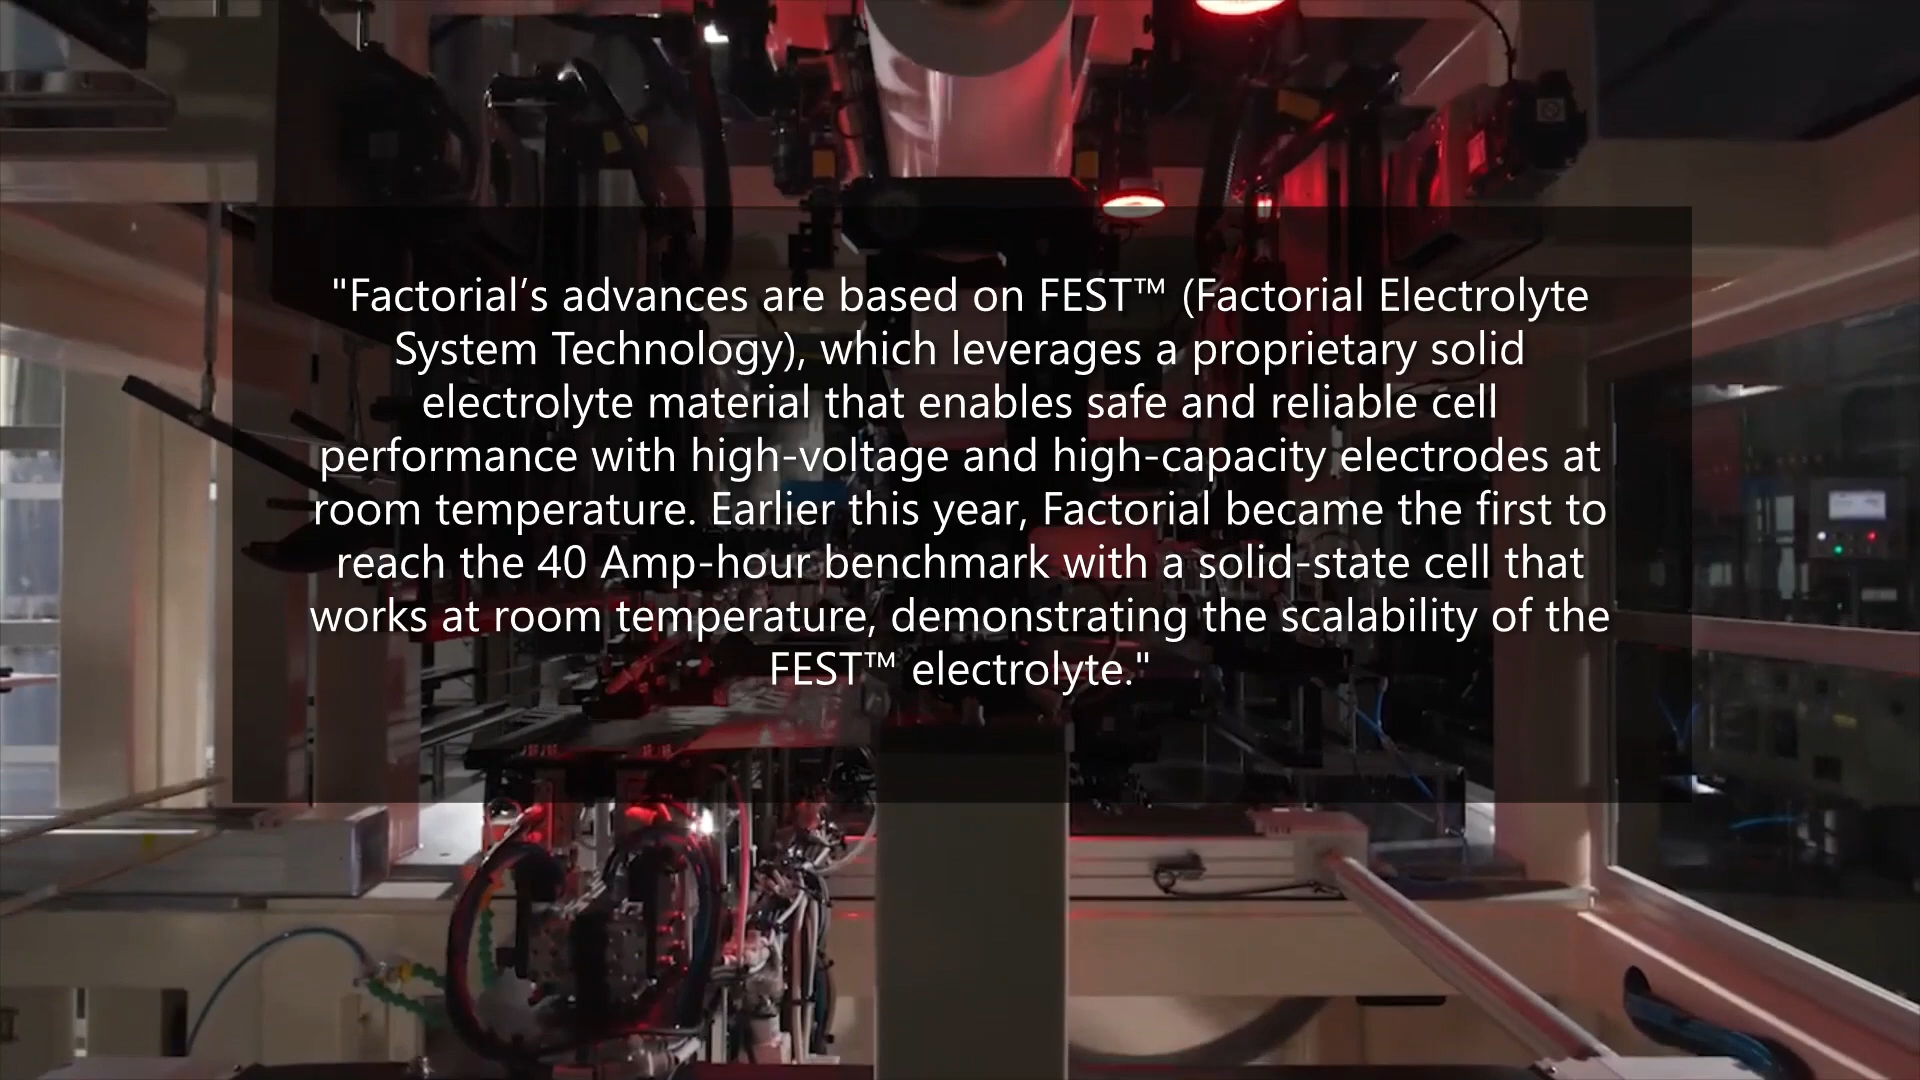 "Factorial’s advances are based on FEST™ (Factorial Electrolyte
System Technology), which leverages a proprietary solid
electrolyte material that enables safe and reliable cell
performance with high-voltage and high-capacity electrodes at
room temperature. Earlier this year, Factorial became the first to
reach the 40 Amp-hour benchmark with a solid-state cell that
works at room temperature, demonstrating the scalability of the
FEST™ electrolyte."